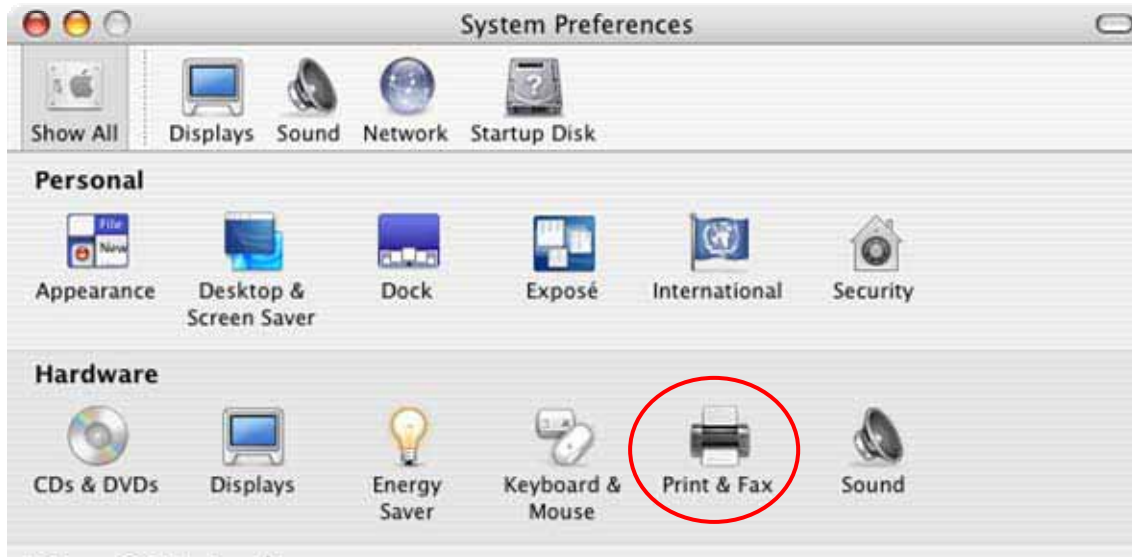 System Preferences
Show All
Displays
Sound
Network
Startup Disk
Personal
File
New
Appearance
Desktop &
Screen Saver
Dock
Exposé
International
Security
Hardware
CDs & DVDs
Displays
Energy
Saver
Keyboard &
Mouse
Print & Fax
Sound